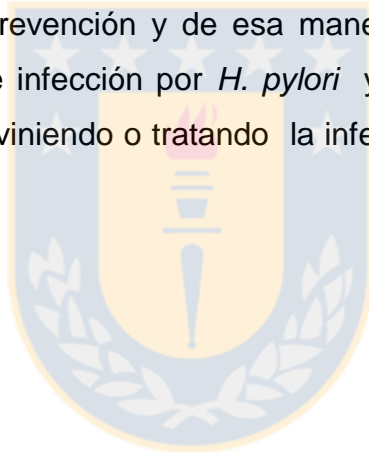 revención y de esa mane
e infección por H. pylori y
viniendo o tratando la infe